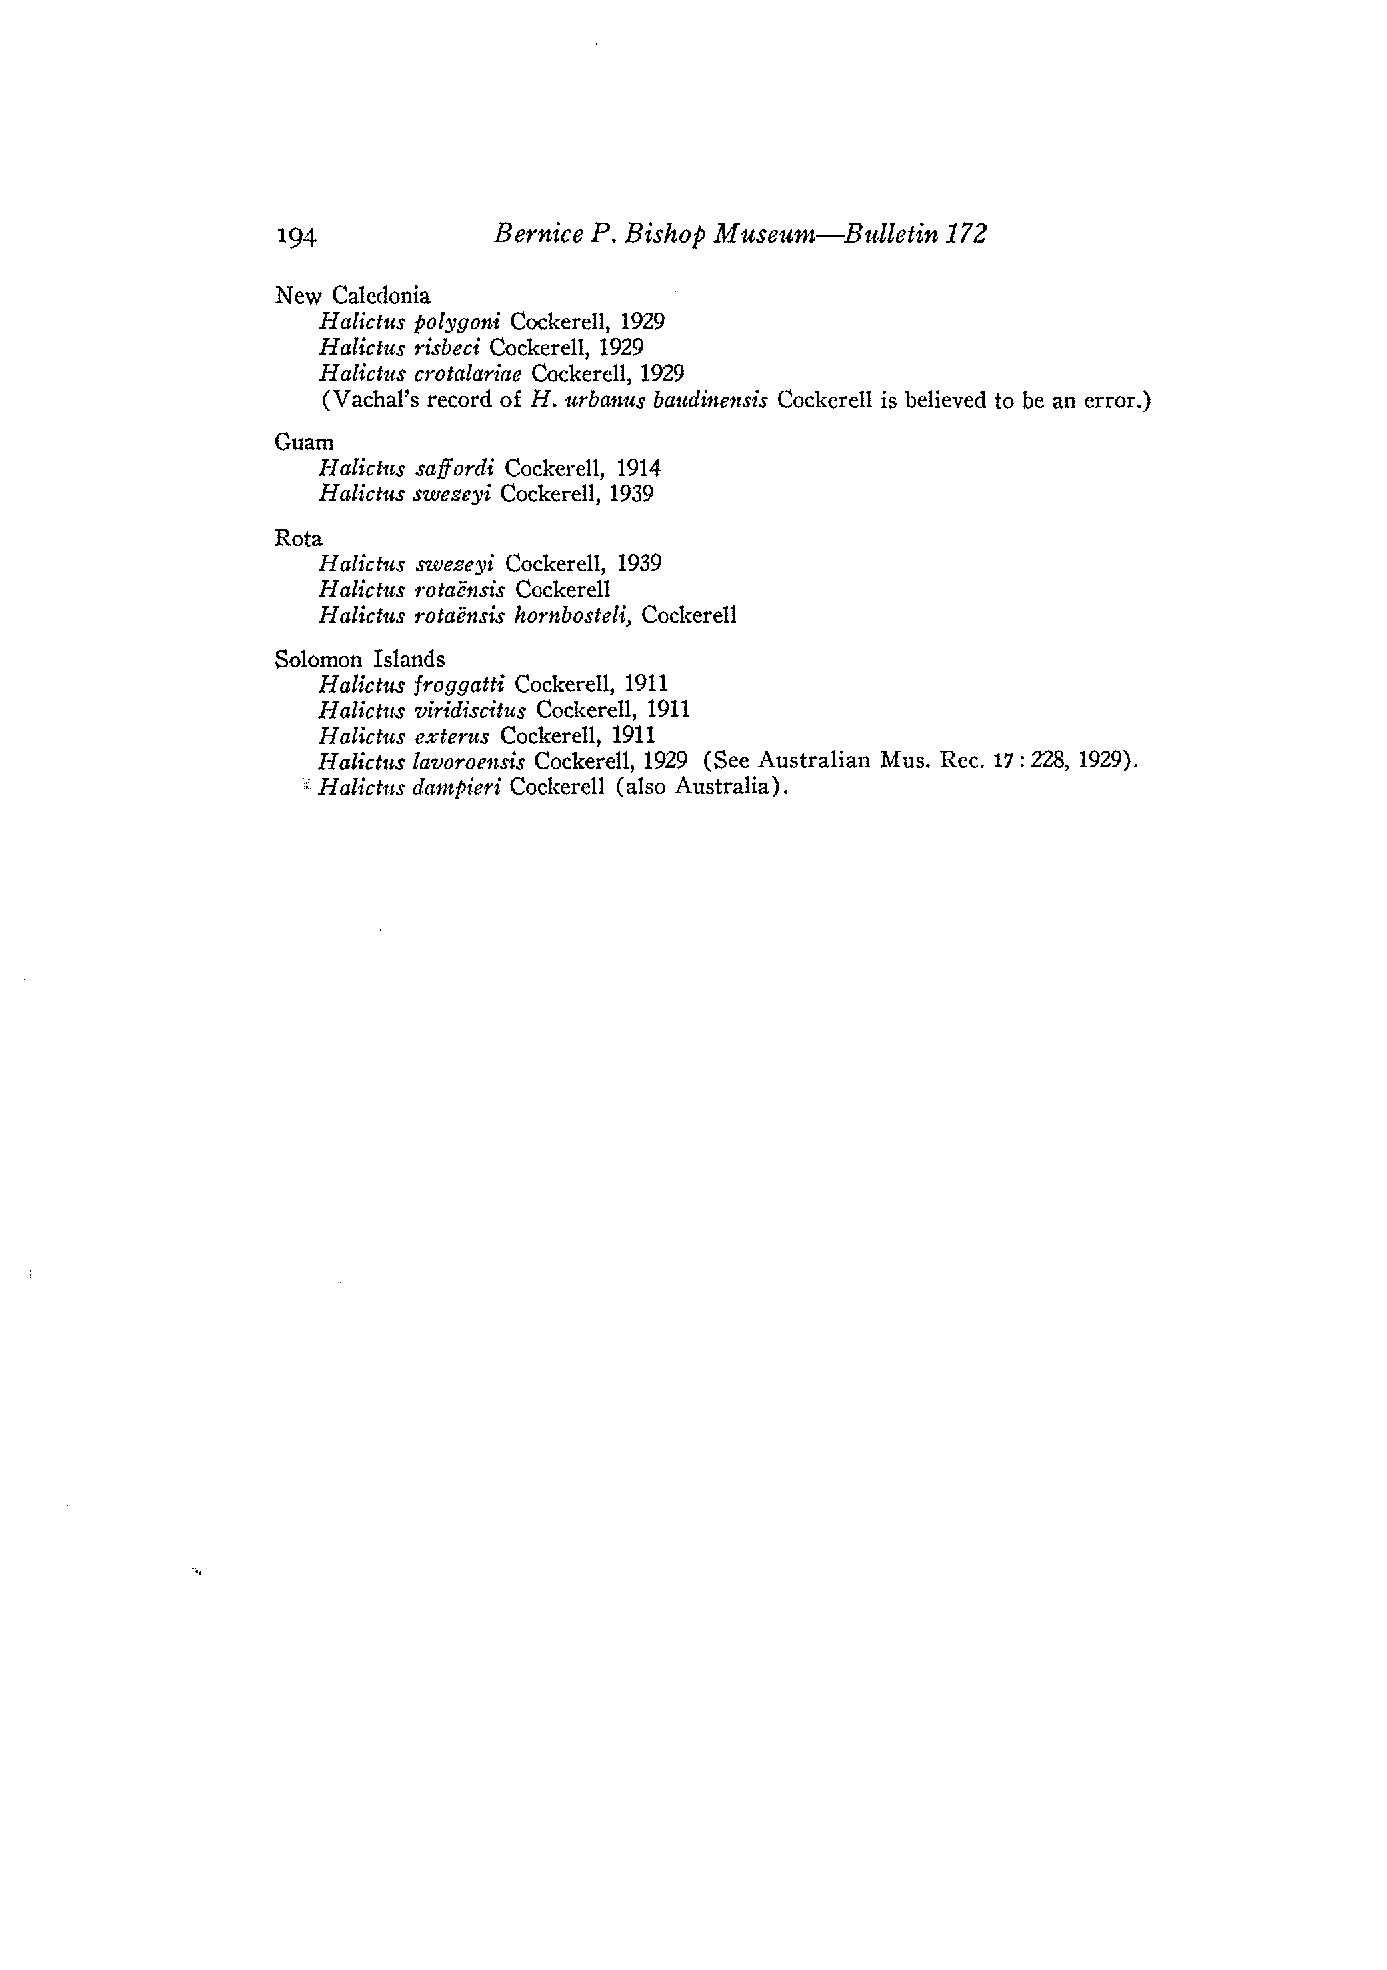 194 Bernice P. Bishop Museum—Bulletin 172
New Caledonia
Halictus polygoni Cockerell, 1929
Halictus risbeci Cockerell, 1929
Halictus crotalariae Cockerell, 1929
(Vachal's record of H. urbanus baudinensis Cockerell is believed to be an error.)
Guam
Halictus saffordi Cockerell, 1914
Halictus swezeyi Cockerell, 1939
Rota
Halictus swezeyi Cockerell, 1939
Halictus rotaënsis Cockerell
Halictus rotaënsis hornbosteli, Cockerell
Solomon Islands
Halictus froggatti Cockerell, 1911
Halictus viridiscitus Cockerell, 1911
Halictus exterus Cockerell, 1911
Halictus lavoroensis Cockerell, 1929 (See Australian Mus. Rec. 17: 228, 1929).
Halictus dampieri Cockerell (also Australia).